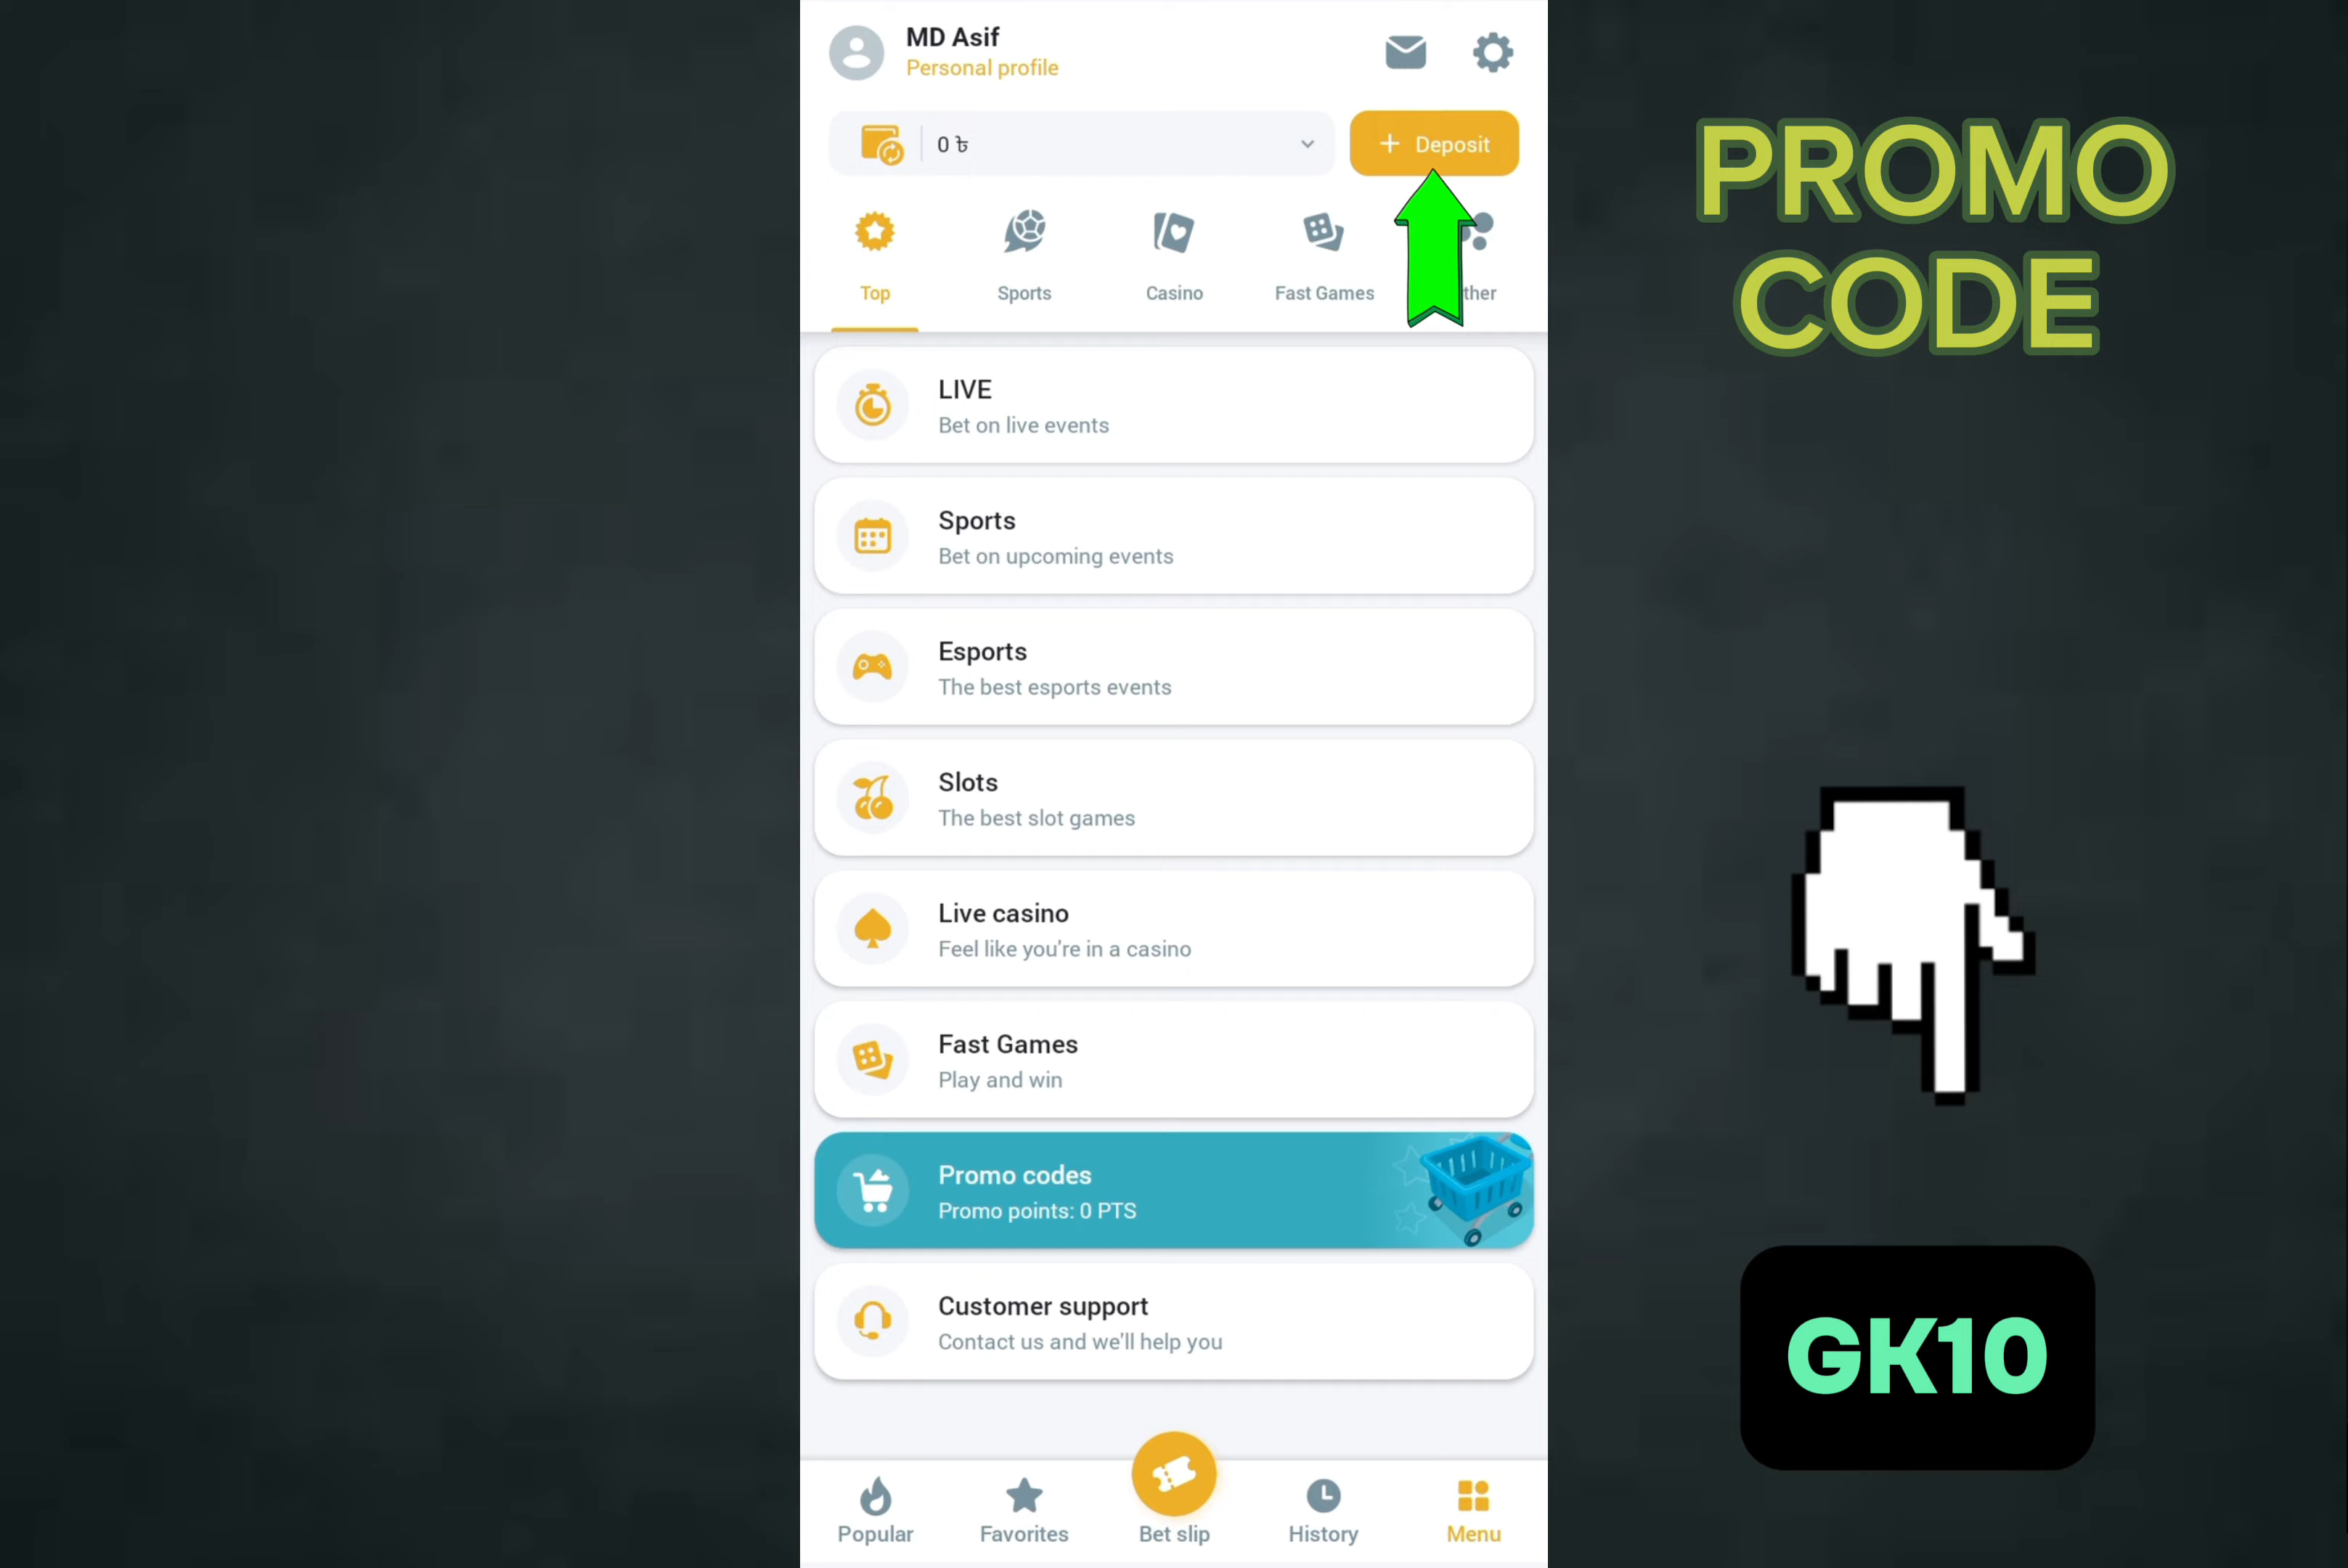 MD Asif
Personal profile
0 ৳
+ Deposit
Top
Sports
Casino
Fast Games
ther
LIVE
Bet on live events
Sports
Bet on upcoming events
Esports
The best esports events
Slots
The best slot games
Live casino
Feel like you're in a casino
Fast Games
Play and win
Promo codes
Promo points: 0 PTS
Customer support
Contact us and we'll help you
Popular
Favorites
Bet slip
History
Menu
PROMO
CODE
GK10